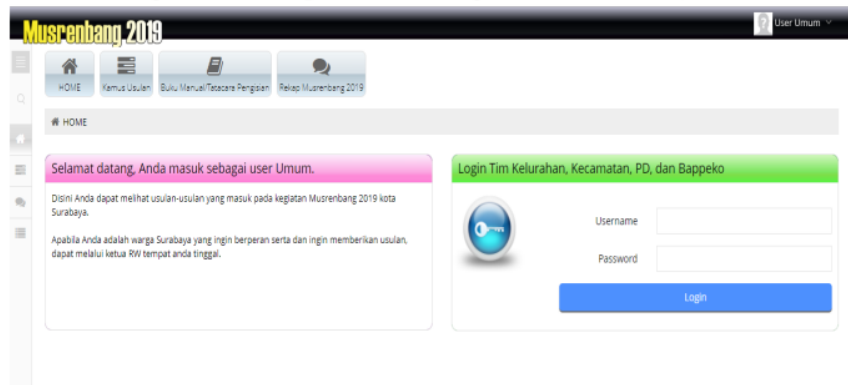 Musrenbang 2019
User Umum
HOME
Kamus Usulan
Buku Manual/Tatacara Pengisian
Rekap Musrenbang 2019
HOME
Selamat datang, Anda masuk sebagai user Umum.
Disini Anda dapat melihat usulan-usulan yang masuk pada kegiatan Musrenbang 2019 kota
Surabaya.
Apabila Anda adalah warga Surabaya yang ingin berperan serta dan ingin memberikan usulan,
dapat melalui ketua RW tempat anda tinggal.
Login Tim Kelurahan, Kecamatan, PD, dan Bappeko
Username
Password
Login